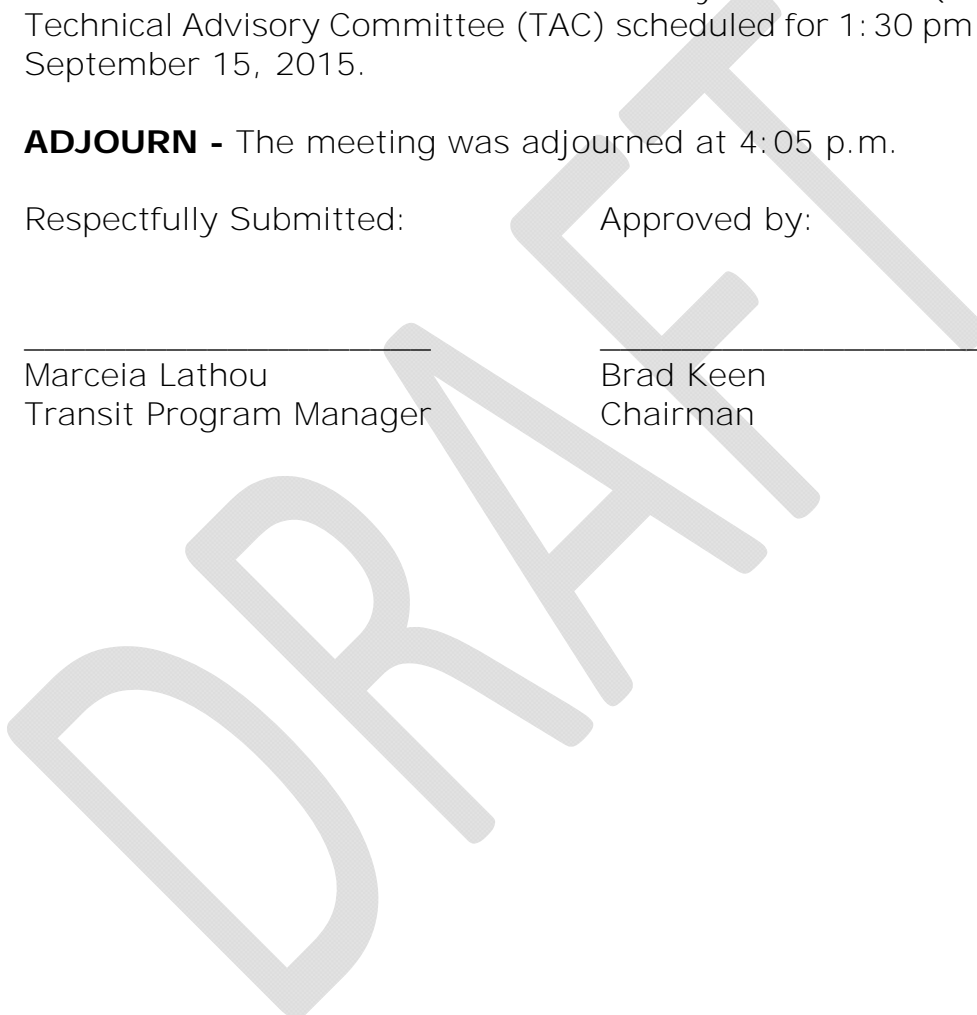 Technical Advisory Committee (TAC) scheduled for 1:30 pm
September 15, 2015.
ADJOURN - The meeting was adjourned at 4:05 p.m.
Respectfully Submitted: Approved by:
Marceia Lathou Brad Keen
Transit Program Manager Chairman
DRAFT